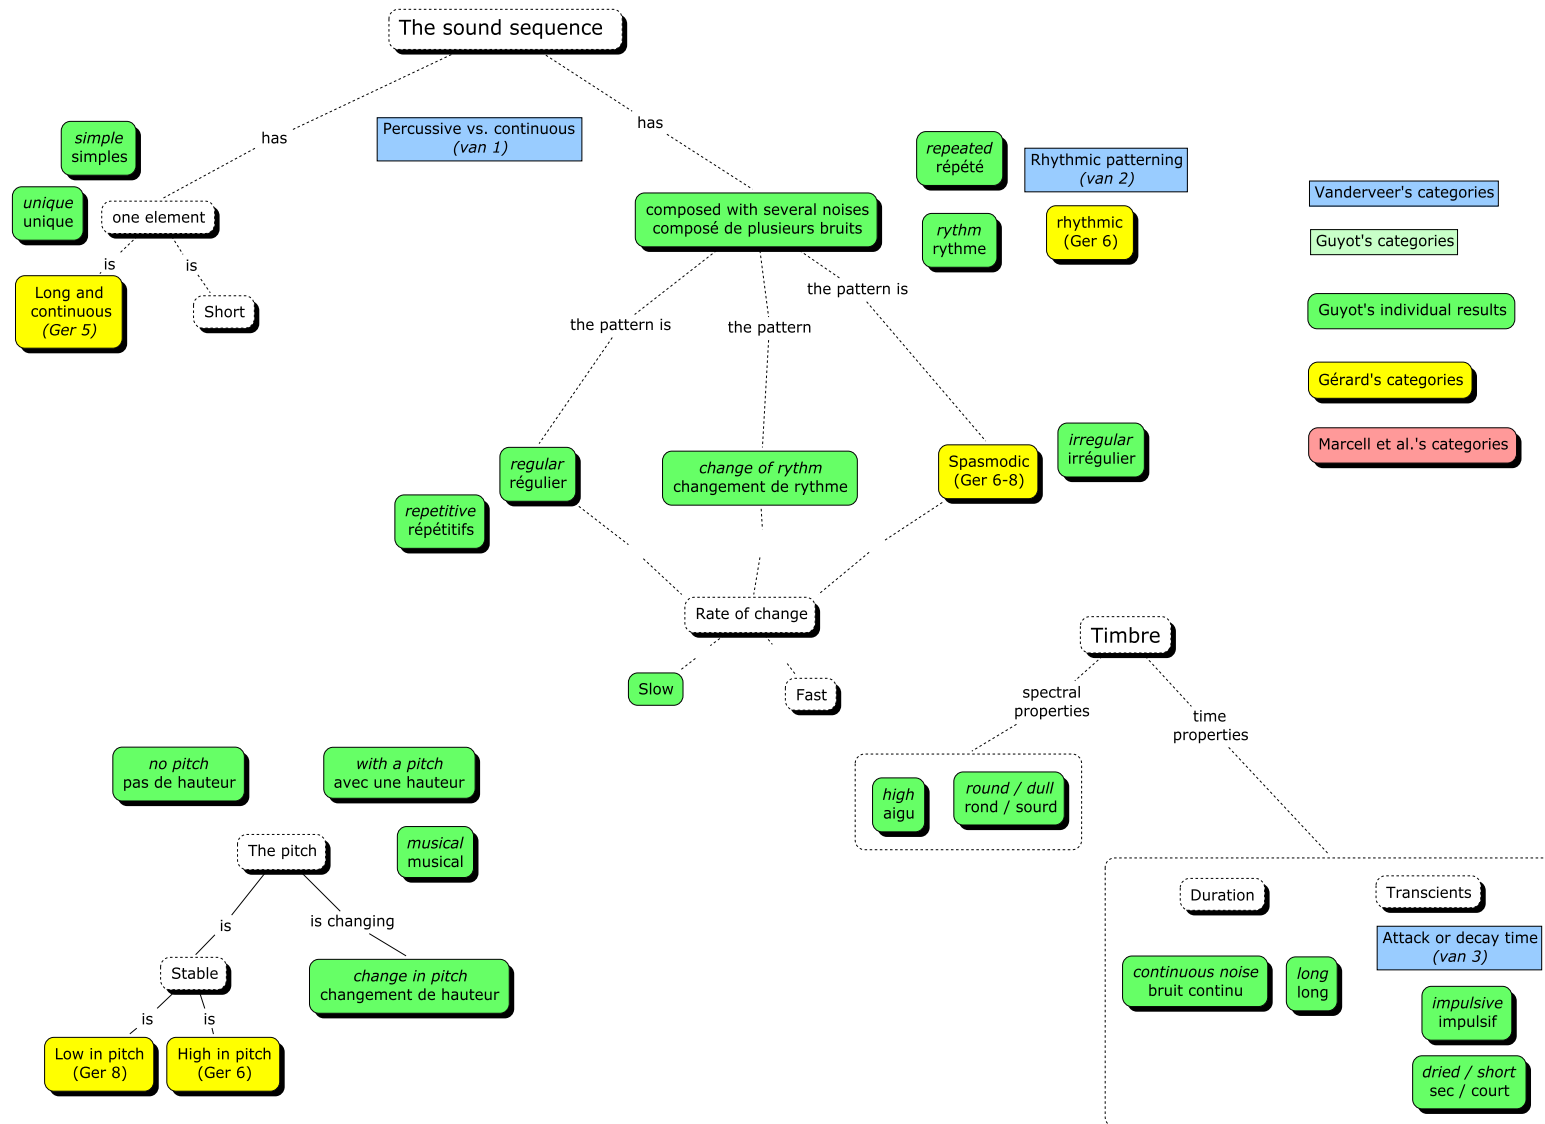 The sound sequence
has
has
Percussive vs. continuous
(van 1)
simple
simples
unique
unique
one element
is
is
Long and
continuous
(Ger 5)
Short
composed with several noises
composé de plusieurs bruits
repeated
répété
Rhythmic patterning
(van 2)
rythm
rythme
rhythmic
(Ger 6)
Vanderveer's categories
Guyot's categories
Guyot's individual results
Gérard's categories
Marcell et al.'s categories
the pattern is
the pattern
the pattern is
regular
régulier
repetitive
répétitifs
change of rythm
changement de rythme
Spasmodic
(Ger 6-8)
irregular
irrégulier
Rate of change
Slow
Fast
Timbre
spectral
properties
time
properties
high
aigu
round / dull
rond / sourd
Duration
Transcients
continuous noise
bruit continu
long
long
Attack or decay time
(van 3)
impulsive
impulsif
dried / short
sec / court
no pitch
pas de hauteur
with a pitch
avec une hauteur
musical
musical
The pitch
is
is changing
Stable
change in pitch
changement de hauteur
is
is
Low in pitch
(Ger 8)
High in pitch
(Ger 6)